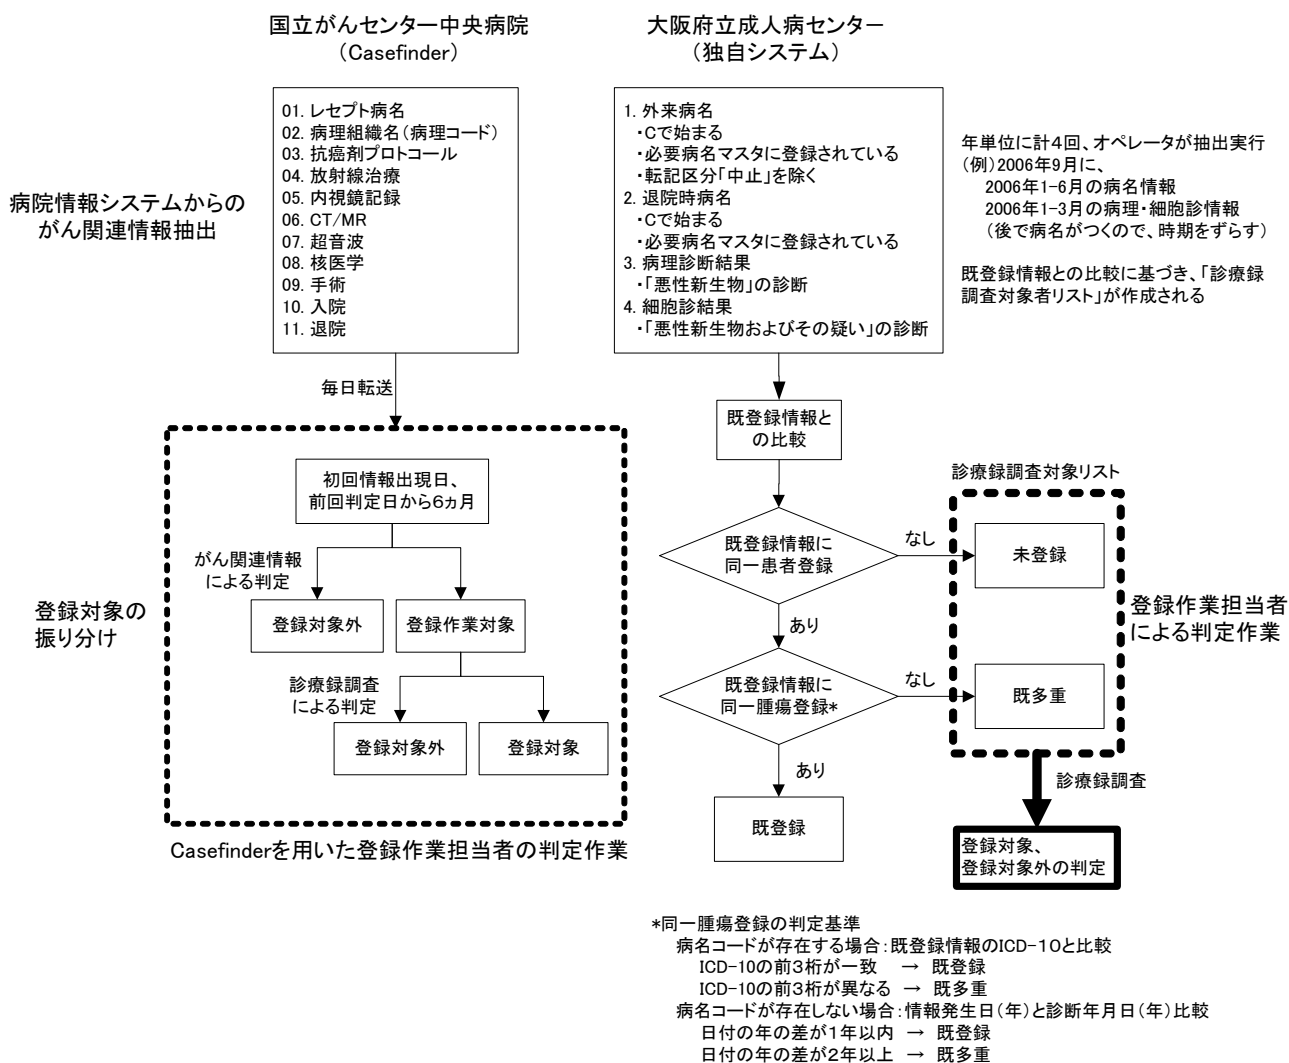 国立がんセンター中央病院
（Casefinder）
大阪府立成人病センター
（独自システム）
病院情報システムからの
がん関連情報抽出
01. レセプト病名
02. 病理組織名（病理コード）
03. 抗癌剤プロトコール
04. 放射線治療
05. 内視鏡記録
06. CT/MR
07. 超音波
08. 核医学
09. 手術
10. 入院
11. 退院
1. 外来病名
・Cで始まる
・必要病名マスタに登録されている
・転記区分「中止」を除く
2. 退院時病名
・Cで始まる
・必要病名マスタに登録されている
3. 病理診断結果
・「悪性新生物」の診断
4. 細胞診結果
・「悪性新生物およびその疑い」の診断
年単位に計４回、オペレータが抽出実行
（例）2006年9月に、
2006年1-6月の病名情報
2006年1-3月の病理・細胞診情報
（後で病名がつくので、時期をずらす）
既登録情報との比較に基づき、「診療録
調査対象者リスト」が作成される
毎日転送
登録対象の
振り分け
初回情報出現日、
前回判定日から６ヵ月
がん関連情報
による判定
登録対象外
登録作業対象
診療録調査
による判定
登録対象外
登録対象
Casefinderを用いた登録作業担当者の判定作業
既登録情報と
の比較
既登録情報に
同一患者登録
なし
あり
既登録情報に
同一腫瘍登録*
なし
あり
既登録
診療録調査対象リスト
未登録
既多重
登録作業担当者
による判定作業
診療録調査
登録対象、
登録対象外の判定
*同一腫瘍登録の判定基準
病名コードが存在する場合：既登録情報のICD-１０と比較
ICD-10の前３桁が一致　→　既登録
ICD-10の前３桁が異なる　→　既多重
病名コードが存在しない場合：情報発生日（年）と診断年月日（年）比較
日付の年の差が１年以内　→　既登録
日付の年の差が２年以上　→　既多重